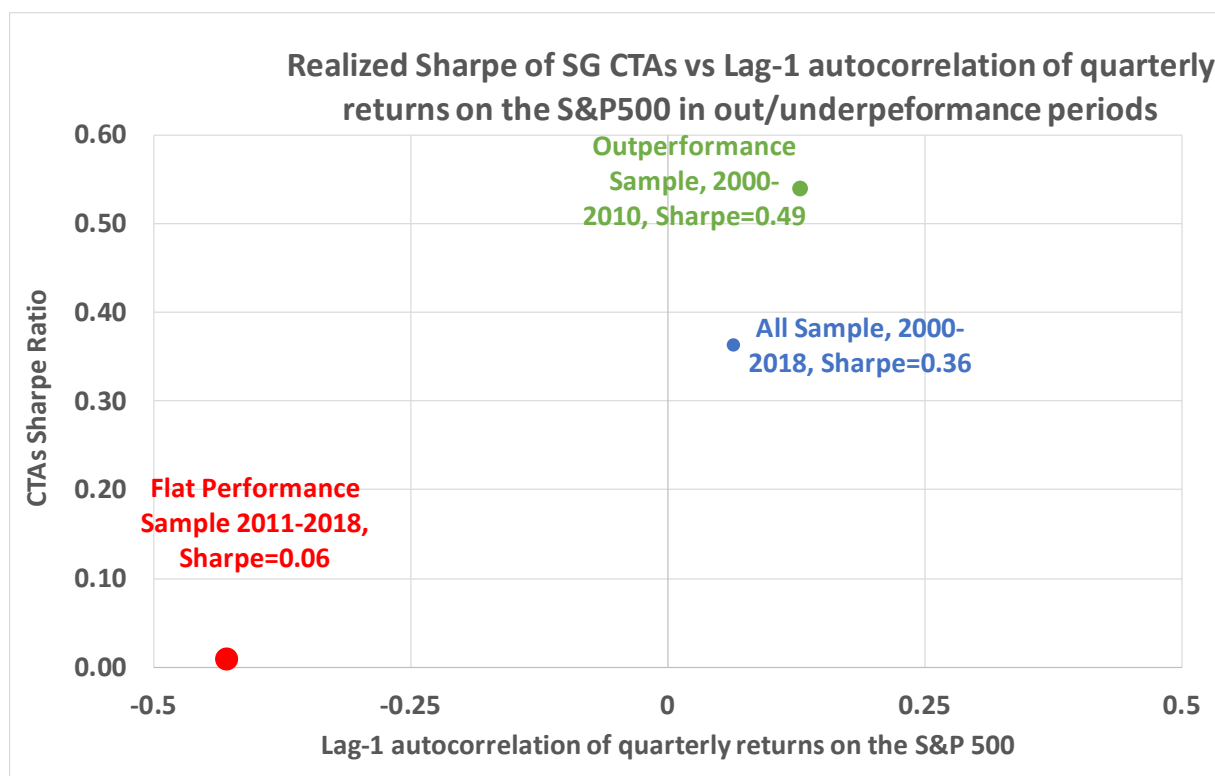 Realized Sharpe of SG CTAs vs Lag-1 autocorrelation of quarterly
returns on the S&P500 in out/underpeformance periods
0.60
Outperformance
Sample, 2000-
2010, Sharpe=0.49
0.50
0.40
All Sample, 2000-
2018, Sharpe=0.36
0.30
CTAs Sharpe Ratio
0.20
Flat Performance
Sample 2011-2018,
Sharpe=0.06
0.10
0.00
-0.5
-0.25
0
0.25
0.5
Lag-1 autocorrelation of quarterly returns on the S&P 500